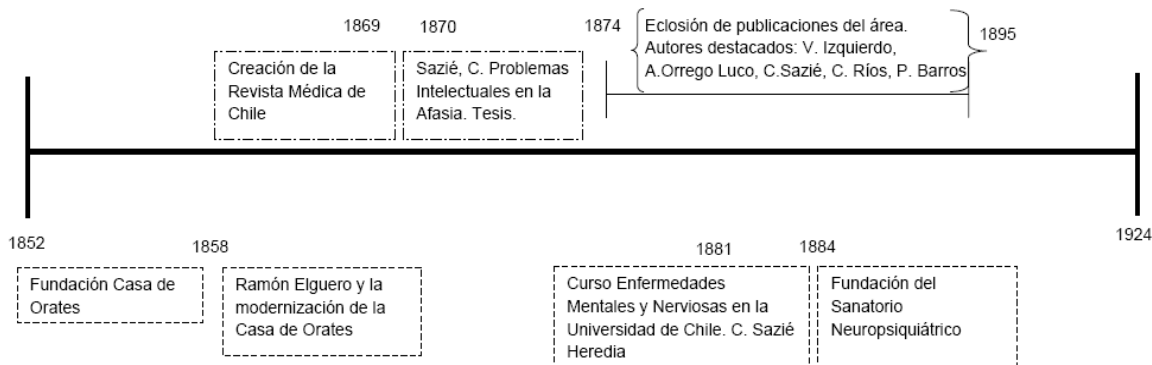 1869
Creación de la
Revista Médica de
Chile
1870
Sazié, C. Problemas
Intelectuales en la
Afasia. Tesis.
1874
Eclosión de publicaciones del área.
Autores destacados: V. Izquierdo,
A.Orrego Luco, C.Sazié, C. Ríos, P. Barros
1895
1852
Fundación Casa de
Orates
1858
Ramón Elguero y la
modernización de la
Casa de Orates
1881
Curso Enfermedades
Mentales y Nerviosas en la
Universidad de Chile. C. Sazié
Heredia
1884
Fundación del
Sanatorio
Neuropsiquiátrico
1924